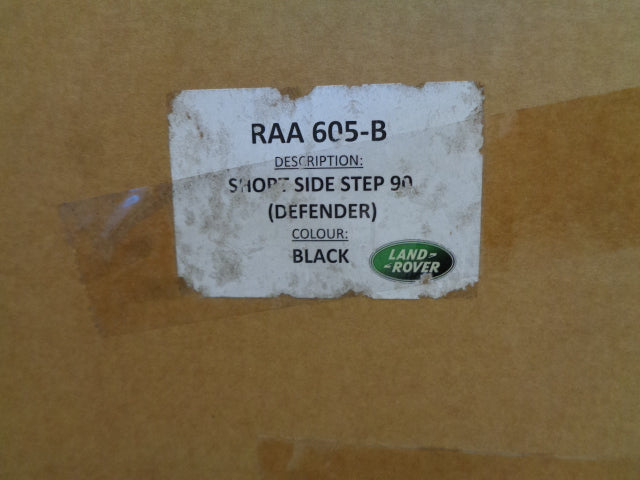 RAA 605-B
DESCRIPTION:
SHORT SIDE STEP 90
(DEFENDER)
COLOUR:
BLACK
LAND-
-ROVER